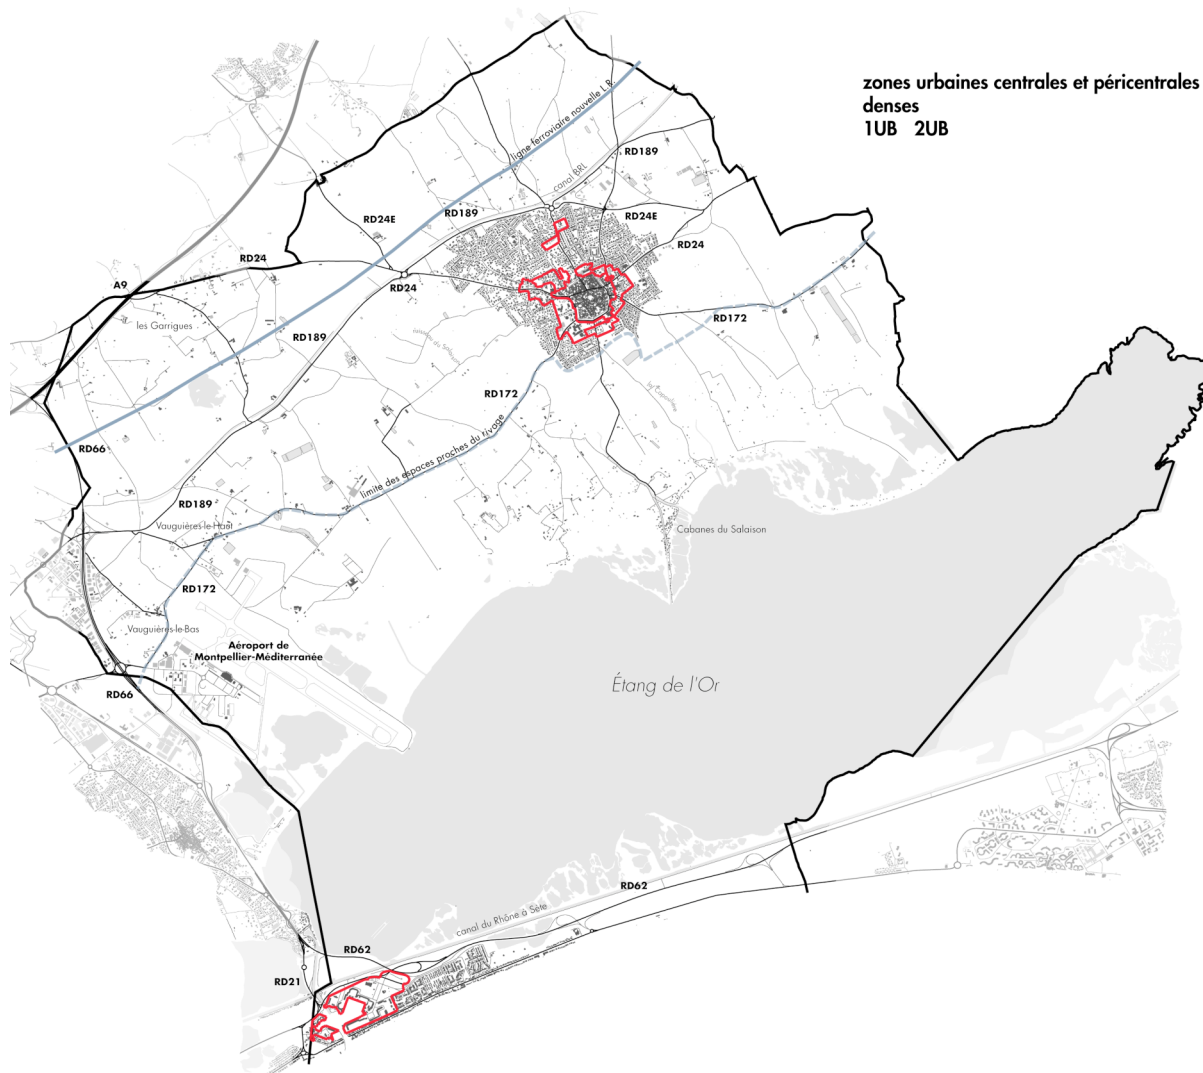 zones urbaines centrales et péricentrales
denses
1UB 2UB
ligne ferroviaire nouvelle L.R.
canal BRL
RD189
RD24E
RD189
RD24E
RD24
RD24
A9
RD24
les Garrigues
RD189
RD172
RD172
RD66
limite des espaces proches du rivage
RD189
Vauguières-le-Haut
Cabanes du Salaison
RD172
Vauguières-le-Bas
Aéroport de
Montpellier-Méditerranée
RD66
Étang de l'Or
RD62
canal du Rhône à Sète
RD62
RD21